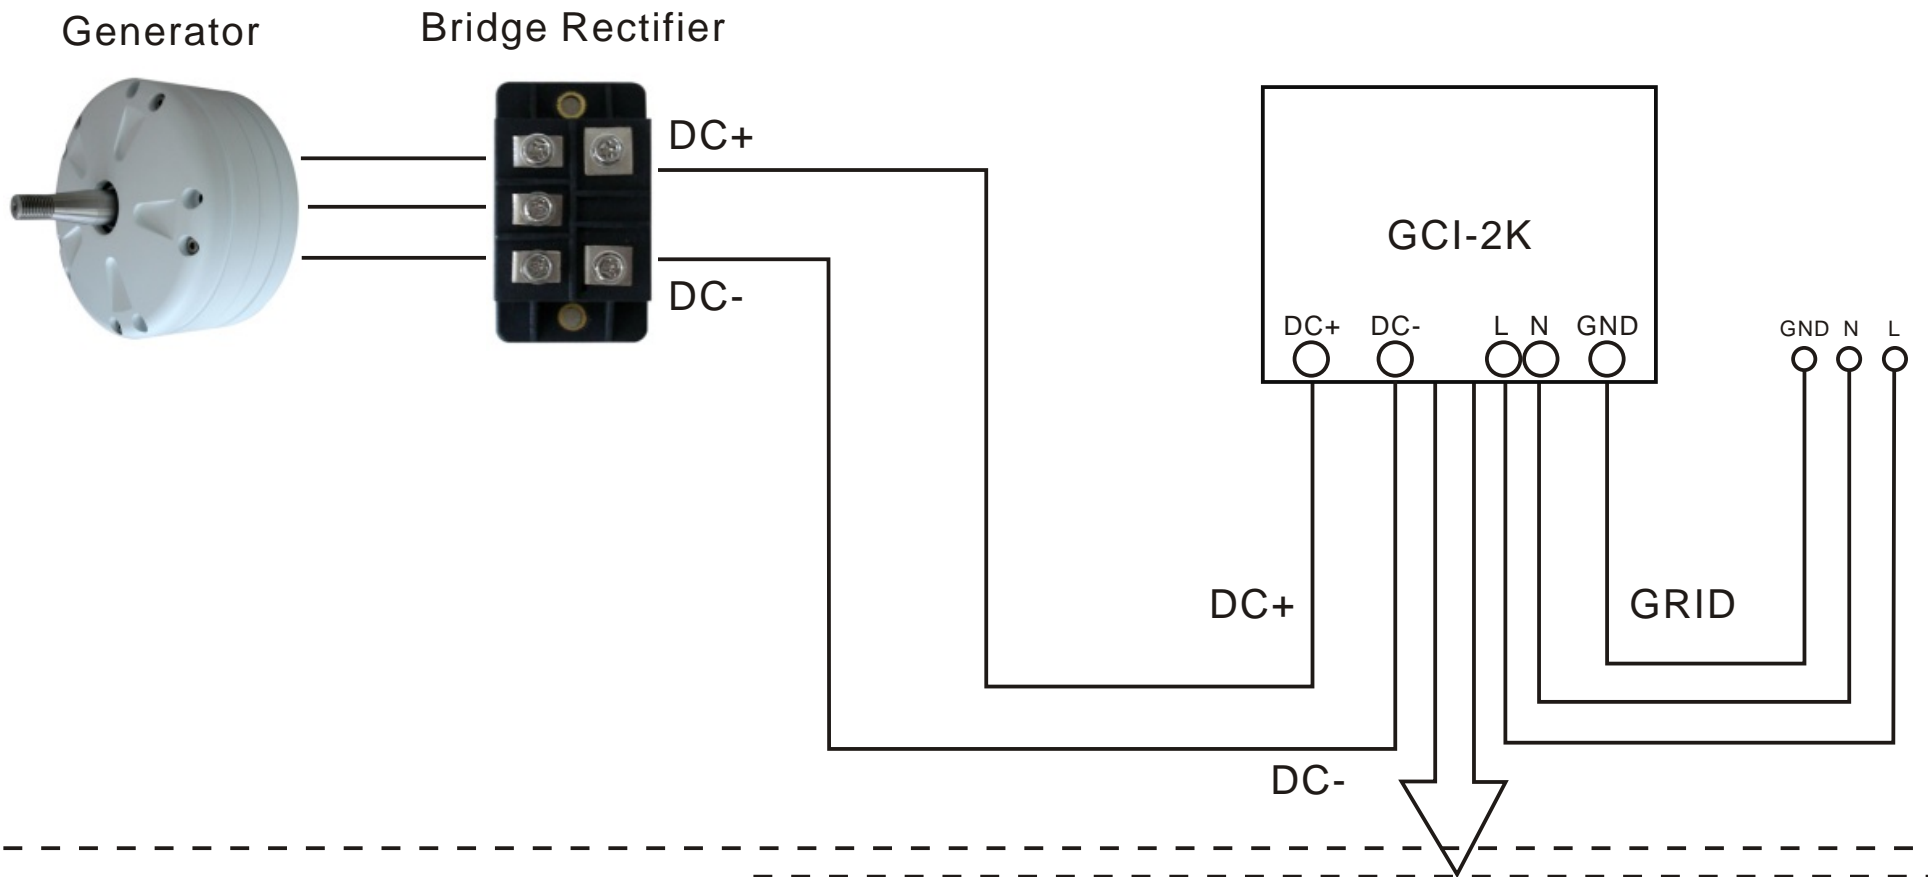 Generator
Bridge Rectifier
DC+
DC-
GCI-2K
DC+ DC- L N GND
GND N L
DC+
GRID
DC-